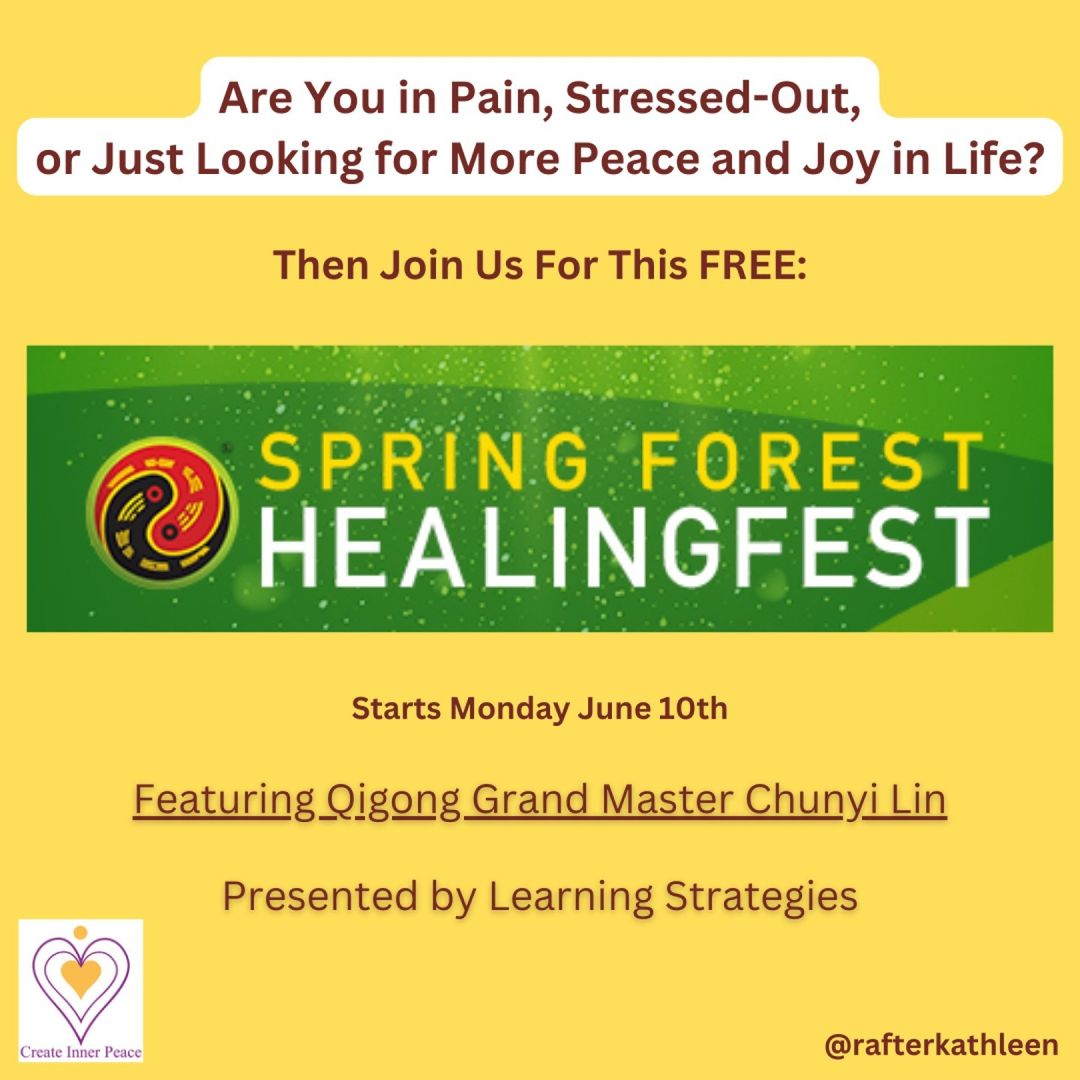 Are You in Pain, Stressed-Out,
or Just Looking for More Peace and Joy in Life?
Then Join Us For This FREE:
SPRING FOREST
HEALINGFEST
Starts Monday June 10th
Featuring Qigong Grand Master Chunyi Lin
Presented by Learning Strategies
Create Inner Peace
@rafterkathleen